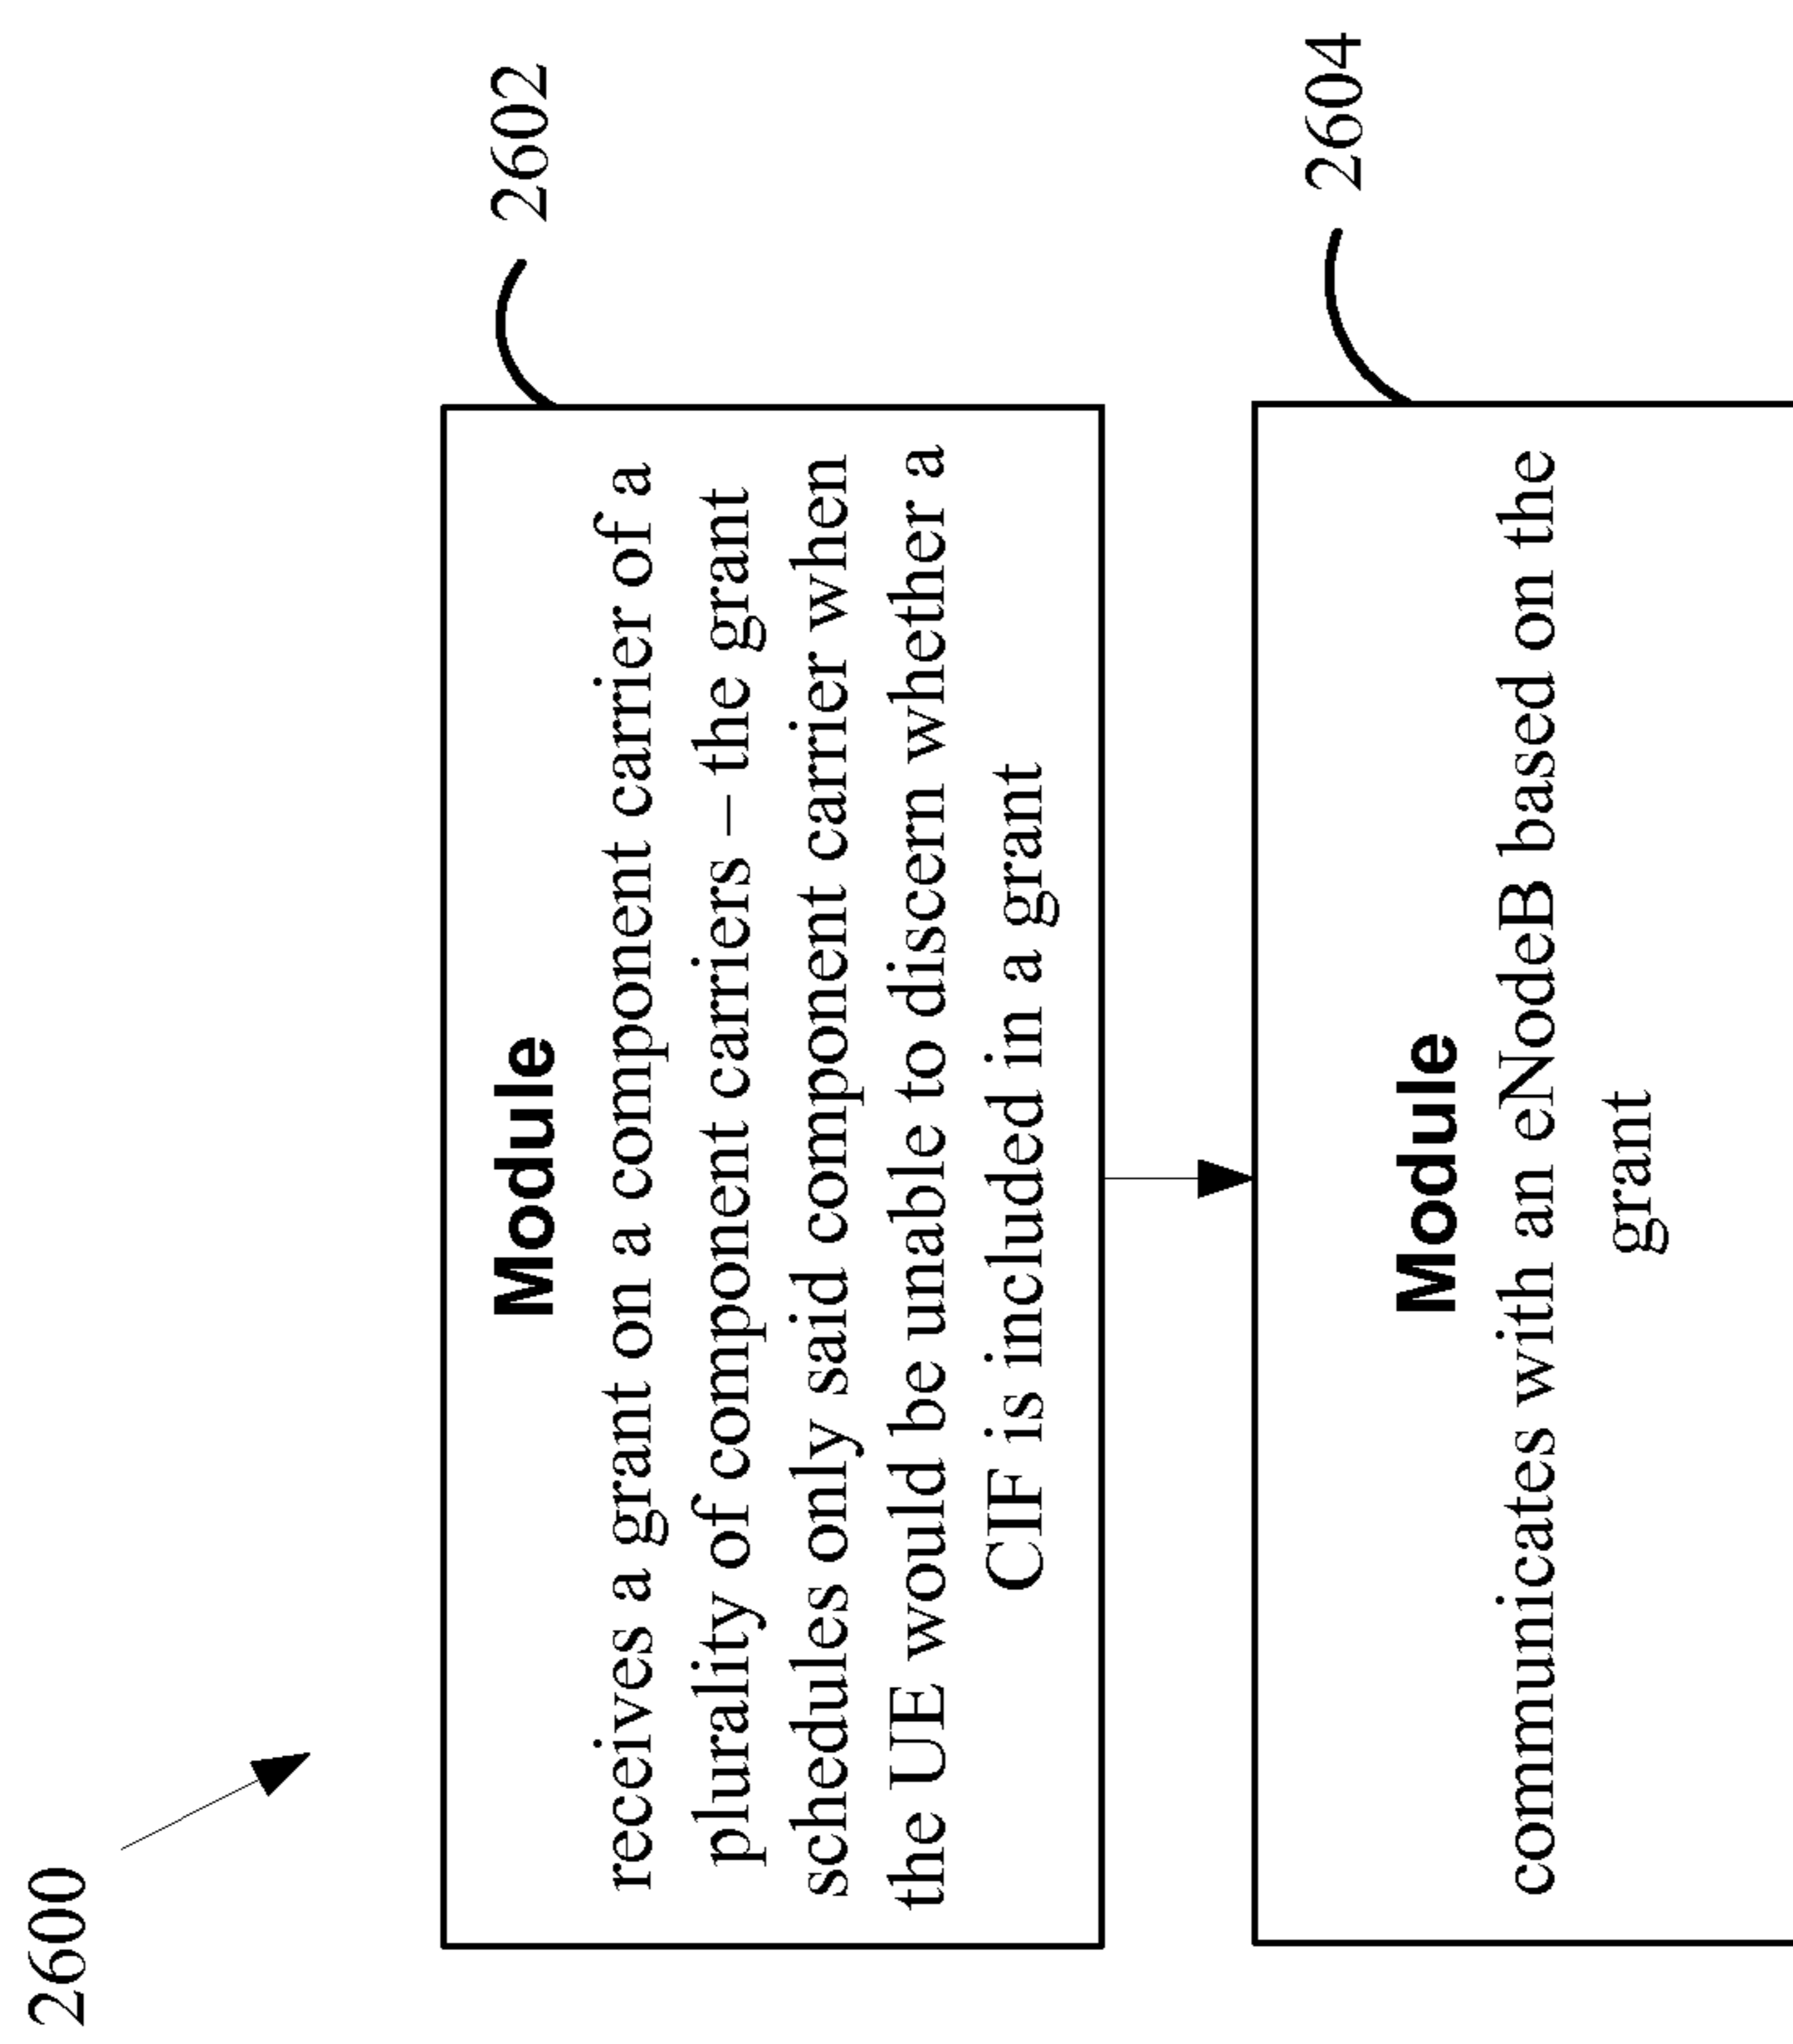 2600
2602
Module
receives a grant on a component carrier of a
plurality of component carriers – the grant
schedules only said component carrier when
the UE would be unable to discern whether a
CIF is included in a grant
2604
Module
communicates with an eNodeB based on the
grant